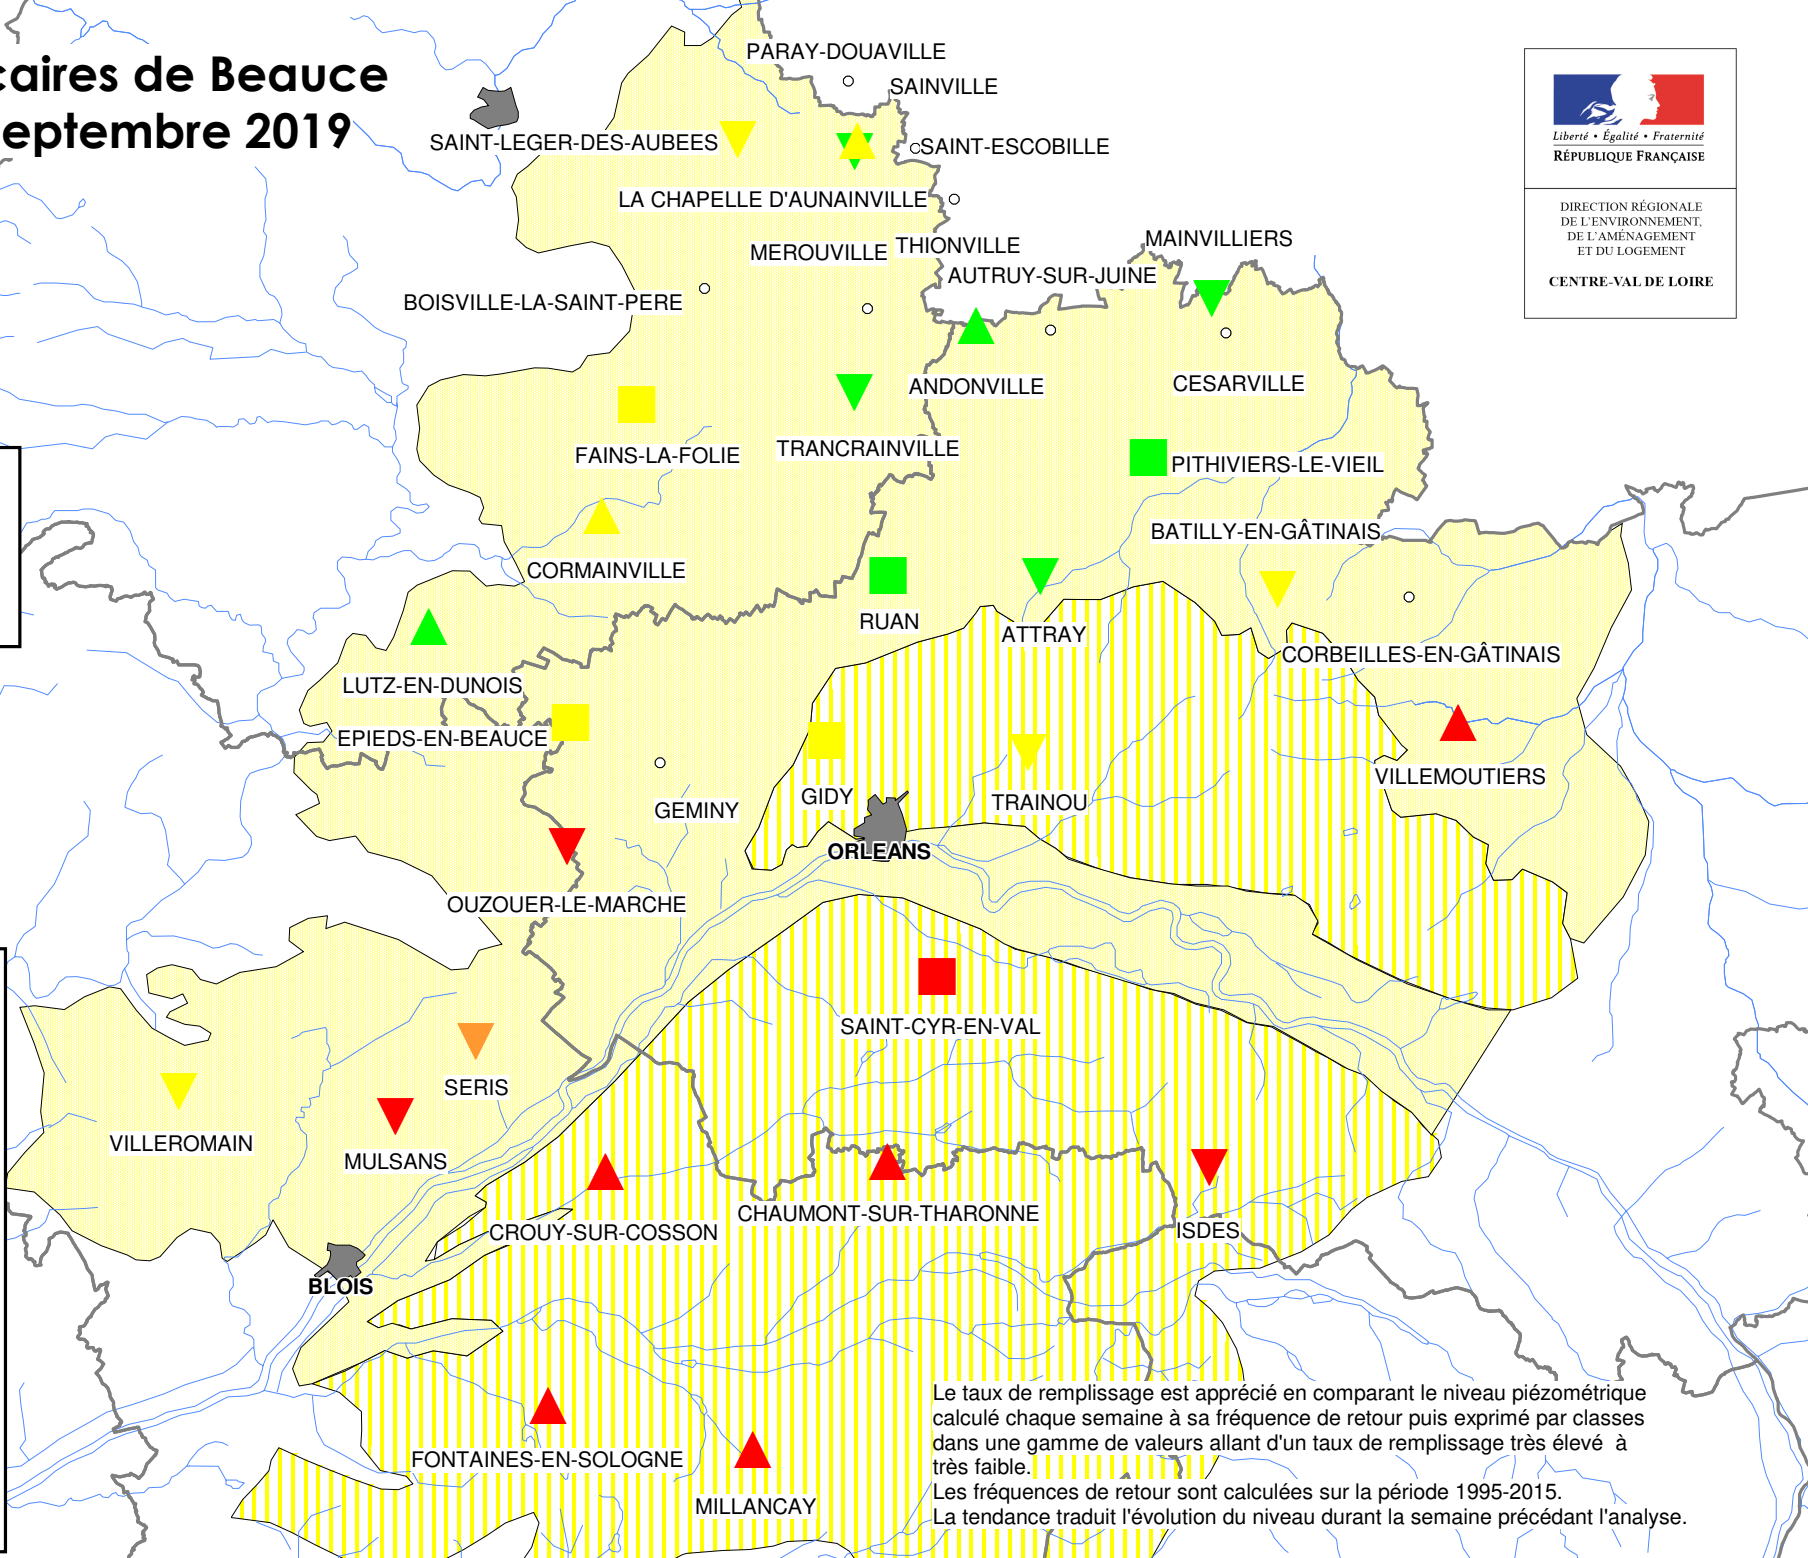 caires de Beauce
eptembre 2019
PARAY-DOUAVILLE
SAINVILLE
SAINT-LEGER-DES-AUBEES
SAINT-ESCOBILLE
LA CHAPELLE D'AUNAINVILLE
MEROUVILLE
THIONVILLE
MAINVILLIERS
AUTRUY-SUR-JUINE
BOISVILLE-LA-SAINT-PERE
ANDONVILLE
CESARVILLE
FAINS-LA-FOLIE
TRANCRAINVILLE
PITHIVIERS-LE-VIEIL
BATILLY-EN-GÂTINAIS
CORMAINVILLE
RUAN
ATTRAY
CORBEILLES-EN-GÂTINAIS
LUTZ-EN-DUNOIS
EPIEDS-EN-BEAUCE
VILLEMOUTIERS
GEMINY
GIDY
TRAINOU
ORLEANS
OUZOUER-LE-MARCHE
SAINT-CYR-EN-VAL
SERIS
VILLEROMAIN
MULSANS
CROUY-SUR-COSSON
CHAUMONT-SUR-THARONNE
ISDES
BLOIS
FONTAINES-EN-SOLOGNE
MILLANCAY
Liberté • Égalité • Fraternité
RÉPUBLIQUE FRANÇAISE
DIRECTION RÉGIONALE
DE L'ENVIRONNEMENT,
DE L'AMÉNAGEMENT
ET DU LOGEMENT
CENTRE-VAL DE LOIRE
Le taux de remplissage est apprécié en comparant le niveau piézométrique
calculé chaque semaine à sa fréquence de retour puis exprimé par classes
dans une gamme de valeurs allant d'un taux de remplissage très élevé à
très faible.
Les fréquences de retour sont calculées sur la période 1995-2015.
La tendance traduit l'évolution du niveau durant la semaine précédant l'analyse.